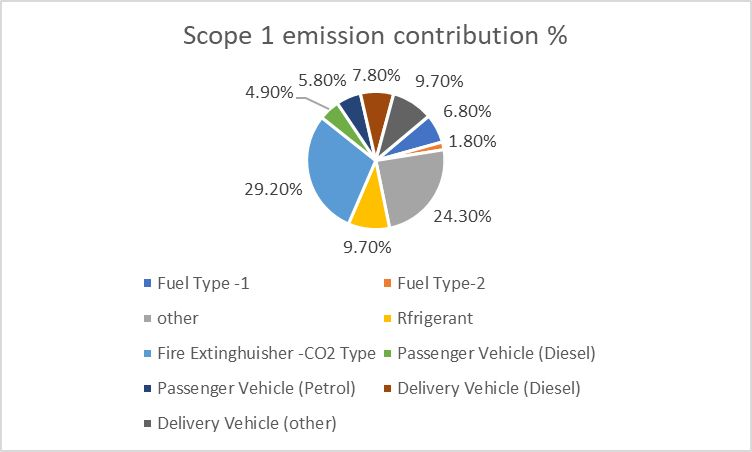 Scope 1 emission contribution %
5.80% 7.80% 9.70%
4.90% 6.80%
1.80%
29.20% 24.30%
9.70%
Fuel Type -1 Fuel Type-2
other Rfrigerant
Fire Extinghuisher -CO2 Type Passenger Vehicle (Diesel)
Passenger Vehicle (Petrol) Delivery Vehicle (Diesel)
Delivery Vehicle (other)